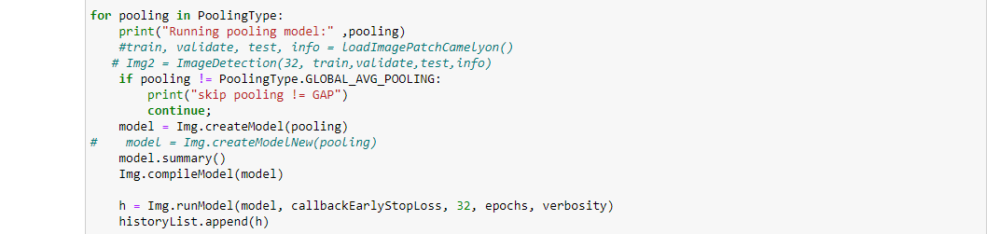 for pooling in PoolingType:
    print("Running pooling model:" ,pooling)
    #train, validate, test, info = loadImagePatchCamelyon()
   # Img2 = ImageDetection(32, train,validate,test,info)
    if pooling != PoolingType.GLOBAL_AVG_POOLING:
        print("skip pooling != GAP")
        continue;
    model = Img.createModel(pooling)
#    model = Img.createModelNew(pooling)
    model.summary()
    Img.compileModel(model)

    h = Img.runModel(model, callbackEarlyStopLoss, 32, epochs, verbosity)
    historyList.append(h)